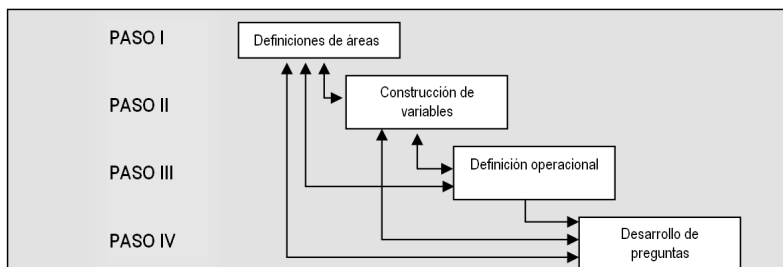 PASO I
Definiciones de áreas
PASO II
Construcción de
variables
PASO III
Definición operacional
PASO IV
Desarrollo de
preguntas